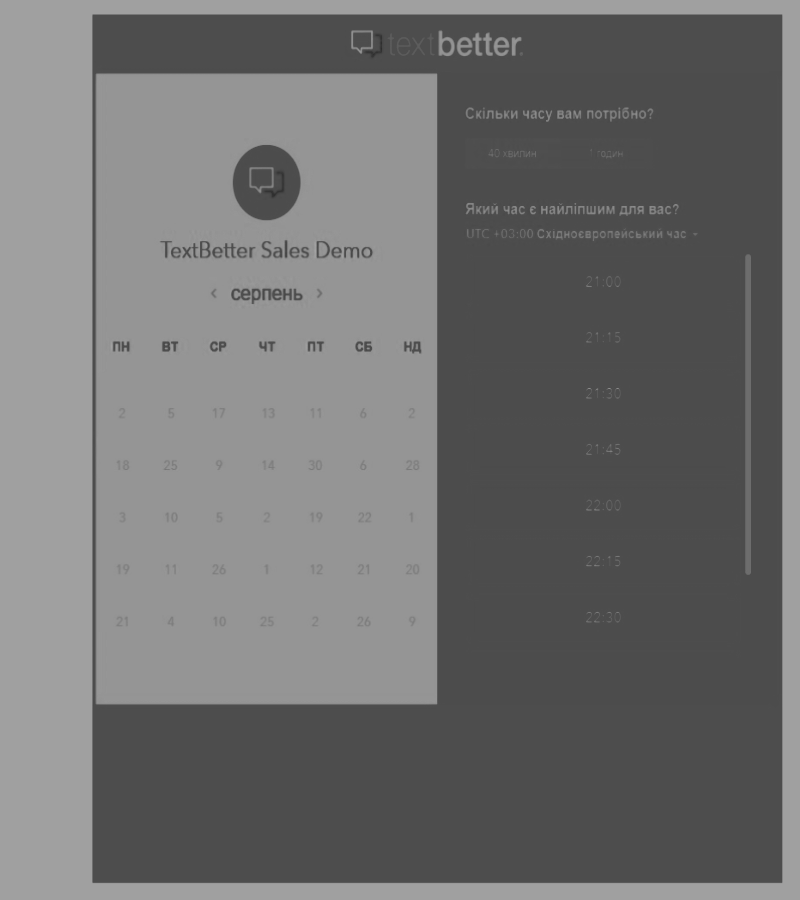 textbetter.
TextBetter Sales Demo
‹ серпень ›
ПН ВТ СР ЧТ ПТ СБ НД
2 5 17 13 11 6 2
18 25 9 14 30 6 28
3 10 5 2 19 22 1
19 11 26 1 12 21 20
21 4 10 25 2 26 9
Скільки часу вам потрібно?
40 хвилин 1 годин
Який час є найліпшим для вас?
UTC +03:00 Східноєвропейський час
21:00
21:15
21:30
21:45
22:00
22:15
22:30